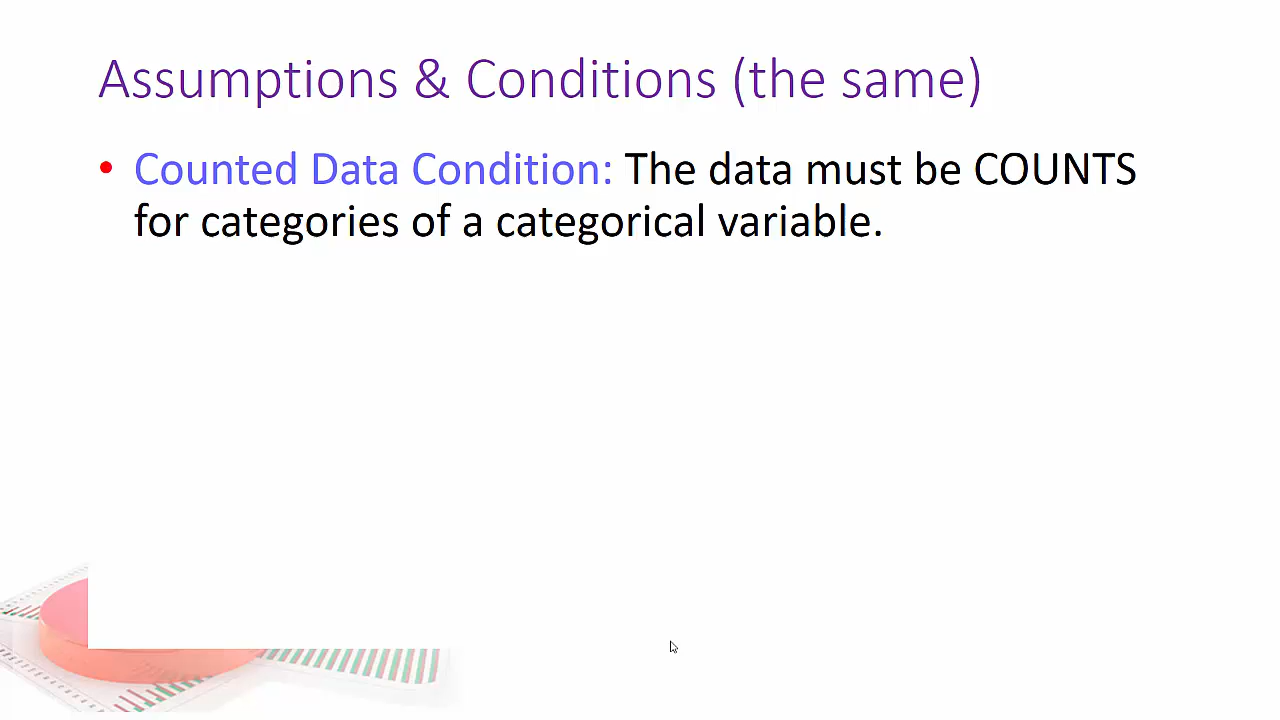 Assumptions & Conditions (the same)
• Counted Data Condition: The data must be COUNTS
for categories of a categorical variable.